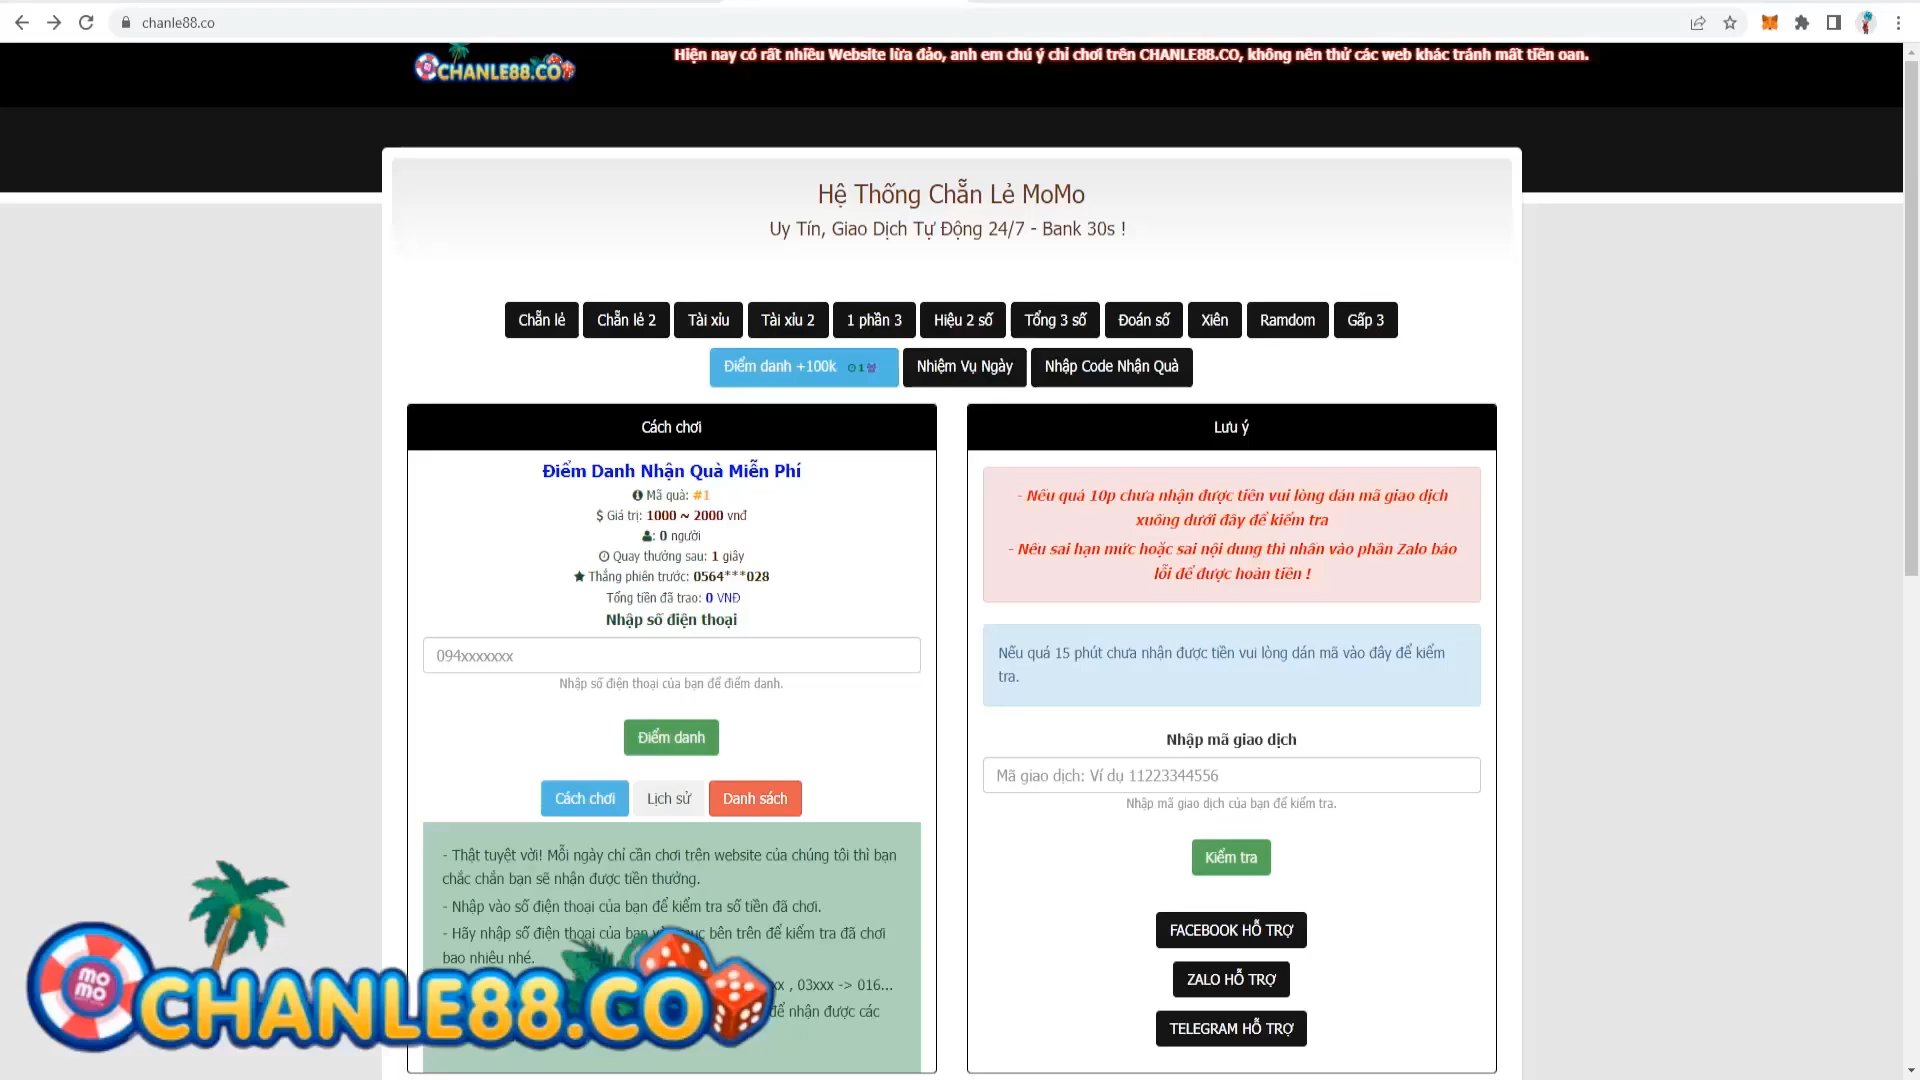 chanle88.co
CHANLE88.CO
Hiện nay có rất nhiều Website lừa đảo, anh em chú ý chỉ chơi trên CHANLE88.CO, không nên thử các web khác tránh mất tiền oan.
Hệ Thống Chẵn Lẻ MoMo
Uy Tín, Giao Dịch Tự Động 24/7 - Bank 30s !
Chẵn lẻ
Chẵn lẻ 2
Tài xỉu
Tài xỉu 2
1 phần 3
Hiệu 2 số
Tổng 3 số
Đoán số
Xiên
Ramdom
Gấp 3
Điểm danh +100k 1
Nhiệm Vụ Ngày
Nhập Code Nhận Quà
Cách chơi
Điểm Danh Nhận Quà Miễn Phí
Mã quà: #1
$ Giá trị: 1000 ~ 2000 vnđ
: 0 người
Quay thưởng sau: 1 giây
Thắng phiên trước: 0564***028
Tổng tiền đã trao: 0 VNĐ
Nhập số điện thoại
094xxxxxxx
Nhập số điện thoại của bạn để điểm danh.
Điểm danh
Cách chơi
Lịch sử
Danh sách
- Thật tuyệt vời! Mỗi ngày chỉ cần chơi trên website của chúng tôi thì bạn
chắc chắn bạn sẽ nhận được tiền thưởng.
- Nhập vào số điện thoại của bạn để kiểm tra số tiền đã chơi.
- Hãy nhập số điện thoại của bạn bên trên để kiểm tra đã chơi
bao nhiêu nhé.
xx , 03xxx -> 016...
để nhận được các
Lưu ý
- Nếu quá 10p chưa nhận được tiền vui lòng dán mã giao dịch
xuống dưới đây để kiểm tra
- Nếu sai hạn mức hoặc sai nội dung thì nhấn vào phần Zalo báo
lỗi để được hoàn tiền !
Nếu quá 15 phút chưa nhận được tiền vui lòng dán mã vào đây để kiểm
tra.
Nhập mã giao dịch
Mã giao dịch: Ví dụ 11223344556
Nhập mã giao dịch của bạn để kiểm tra.
Kiểm tra
FACEBOOK HỖ TRỢ
ZALO HỖ TRỢ
TELEGRAM HỖ TRỢ
mo
mo
CHANLE88.CO